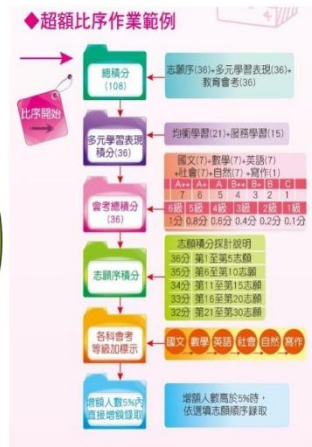 ◆超額比序作業範例
比序開始
總積分
(108)
志願序(36)+多元學習表現(36)+
教育會考(36)
多元學習表現
積分(36)
均衡學習(21)+服務學習(15)
會考總積分
(36)
國文(7)+數學(7)+英語(7)
+社會(7)+自然(7)+寫作(1)
A++ A+ A B++ B+ B C
7 6 5 4 3 2 1
6級 5級 4級 3級 2級 1級
1分 0.8分 0.6分 0.4分 0.2分 0.1分
志願序積分
志願積分採計說明
36分 第1至第5志願
35分 第6至第10志願
34分 第11至第15志願
33分 第16至第20志願
32分 第21至第30志願
各科會考
等級加標示
國文 數學 英語 社會 自然 寫作
增額人數5%內
直接增額錄取
增額人數高於5%時，
依選填志願順序錄取